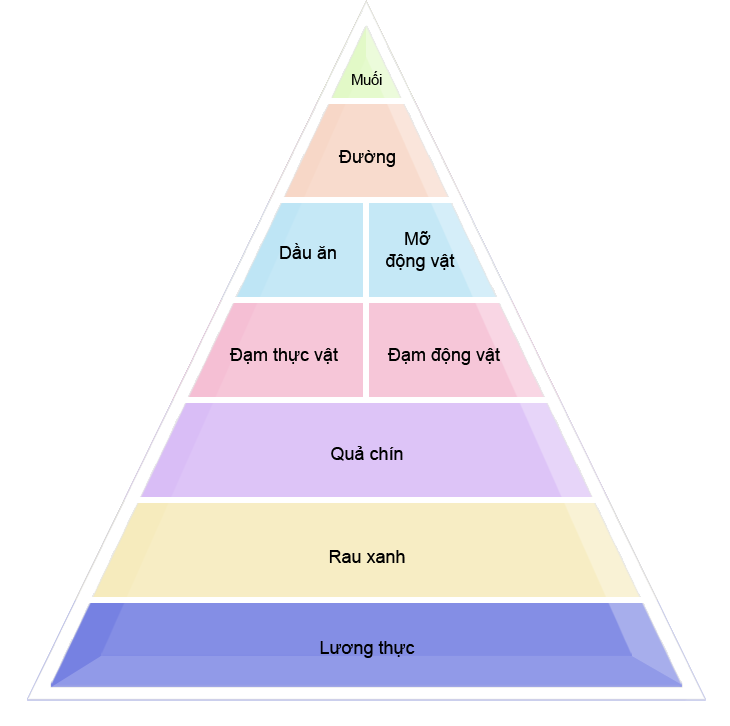 Muối
Đường
Dầu ăn
Mỡ
động vật
Đạm thực vật
Đạm động vật
Quả chín
Rau xanh
Lương thực